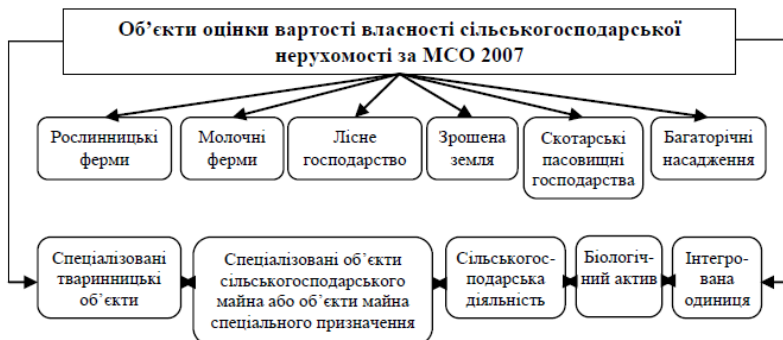 Об’єкти оцінки вартості власності сільськогосподарської
нерухомості за МСО 2007
Рослинницькі
ферми
Молочні
ферми
Лісне
господарство
Зрошена
земля
Скотарські
пасовищні
господарства
Багаторічні
насадження
Спеціалізовані
тваринницькі
об’єкти
Спеціалізовані об’єкти
сільськогосподарського
майна або об’єкти майна
спеціального призначення
Сільськогос-
подарська
діяльність
Біологіч-
ний актив
Інтегро-
вана
одиниця